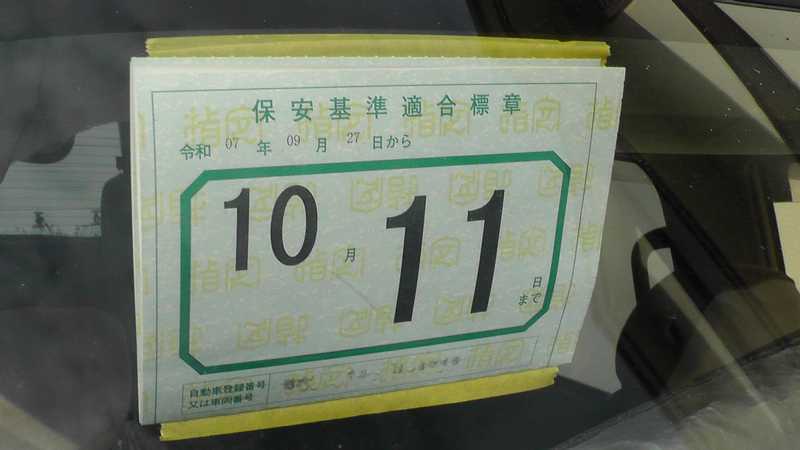 保安基準適合標章
令和 07 年 09 月 27 日から
10 月 11 日まで
自動車登録番号
又は車両番号